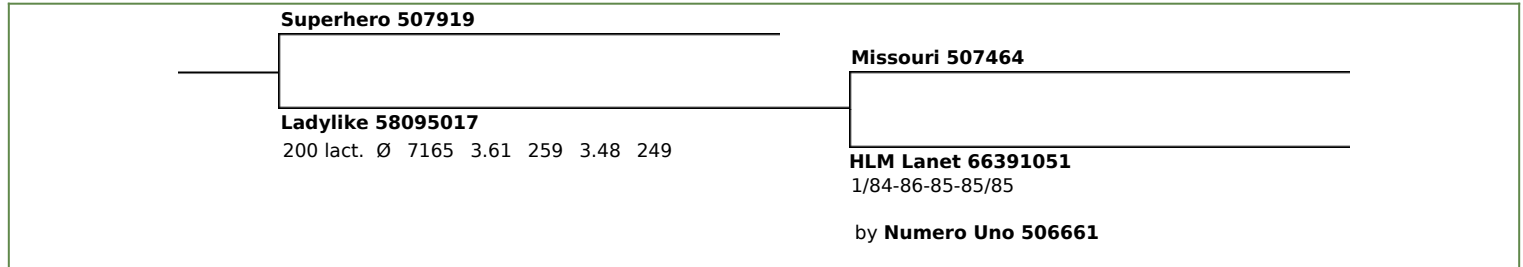 Superhero 507919
Missouri 507464
Ladylike 58095017
200 lact. Ø 7165 3.61 259 3.48 249
HLM Lanet 66391051
1/84-86-85-85/85
by Numero Uno 506661